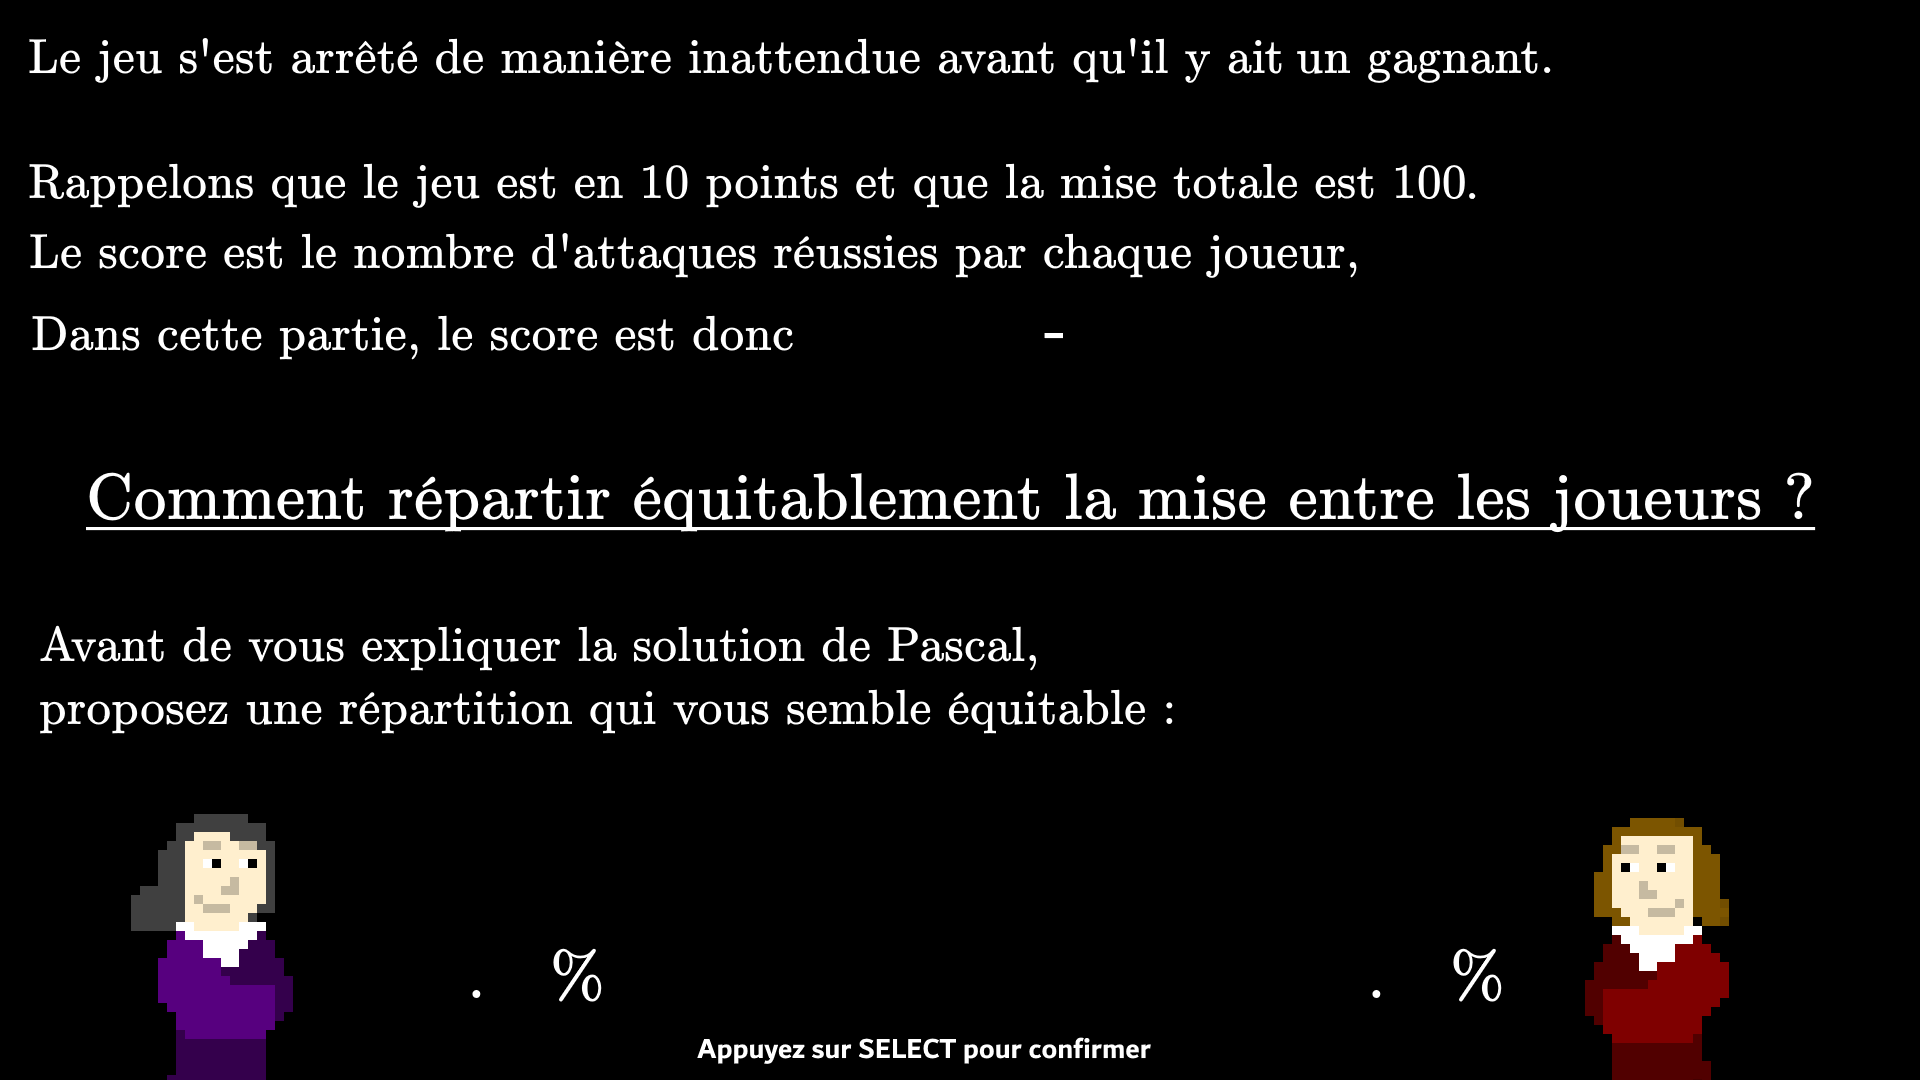 Le jeu s'est arrêté de manière inattendue avant qu'il y ait un gagnant.
Rappelons que le jeu est en 10 points et que la mise totale est 100.
Le score est le nombre d'attaques réussies par chaque joueur,
Dans cette partie, le score est donc -
Comment répartir équitablement la mise entre les joueurs ?
Avant de vous expliquer la solution de Pascal,
proposez une répartition qui vous semble équitable :
. % . %
Appuyez sur SELECT pour confirmer